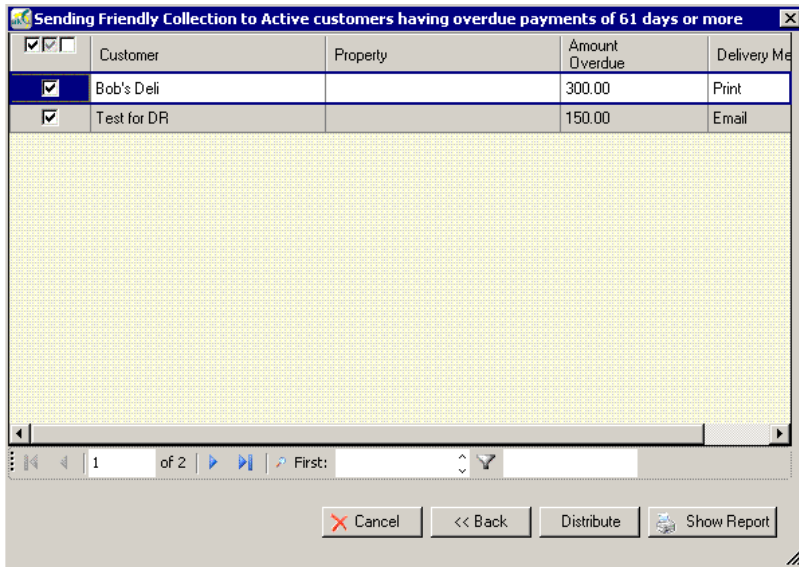 Sending Friendly Collection to Active customers having overdue payments of 61 days or more
Customer Property Amount Overdue Delivery Me
Bob's Deli 300.00 Print
Test for DR 150.00 Email
1 of 2 First:
Cancel << Back Distribute Show Report